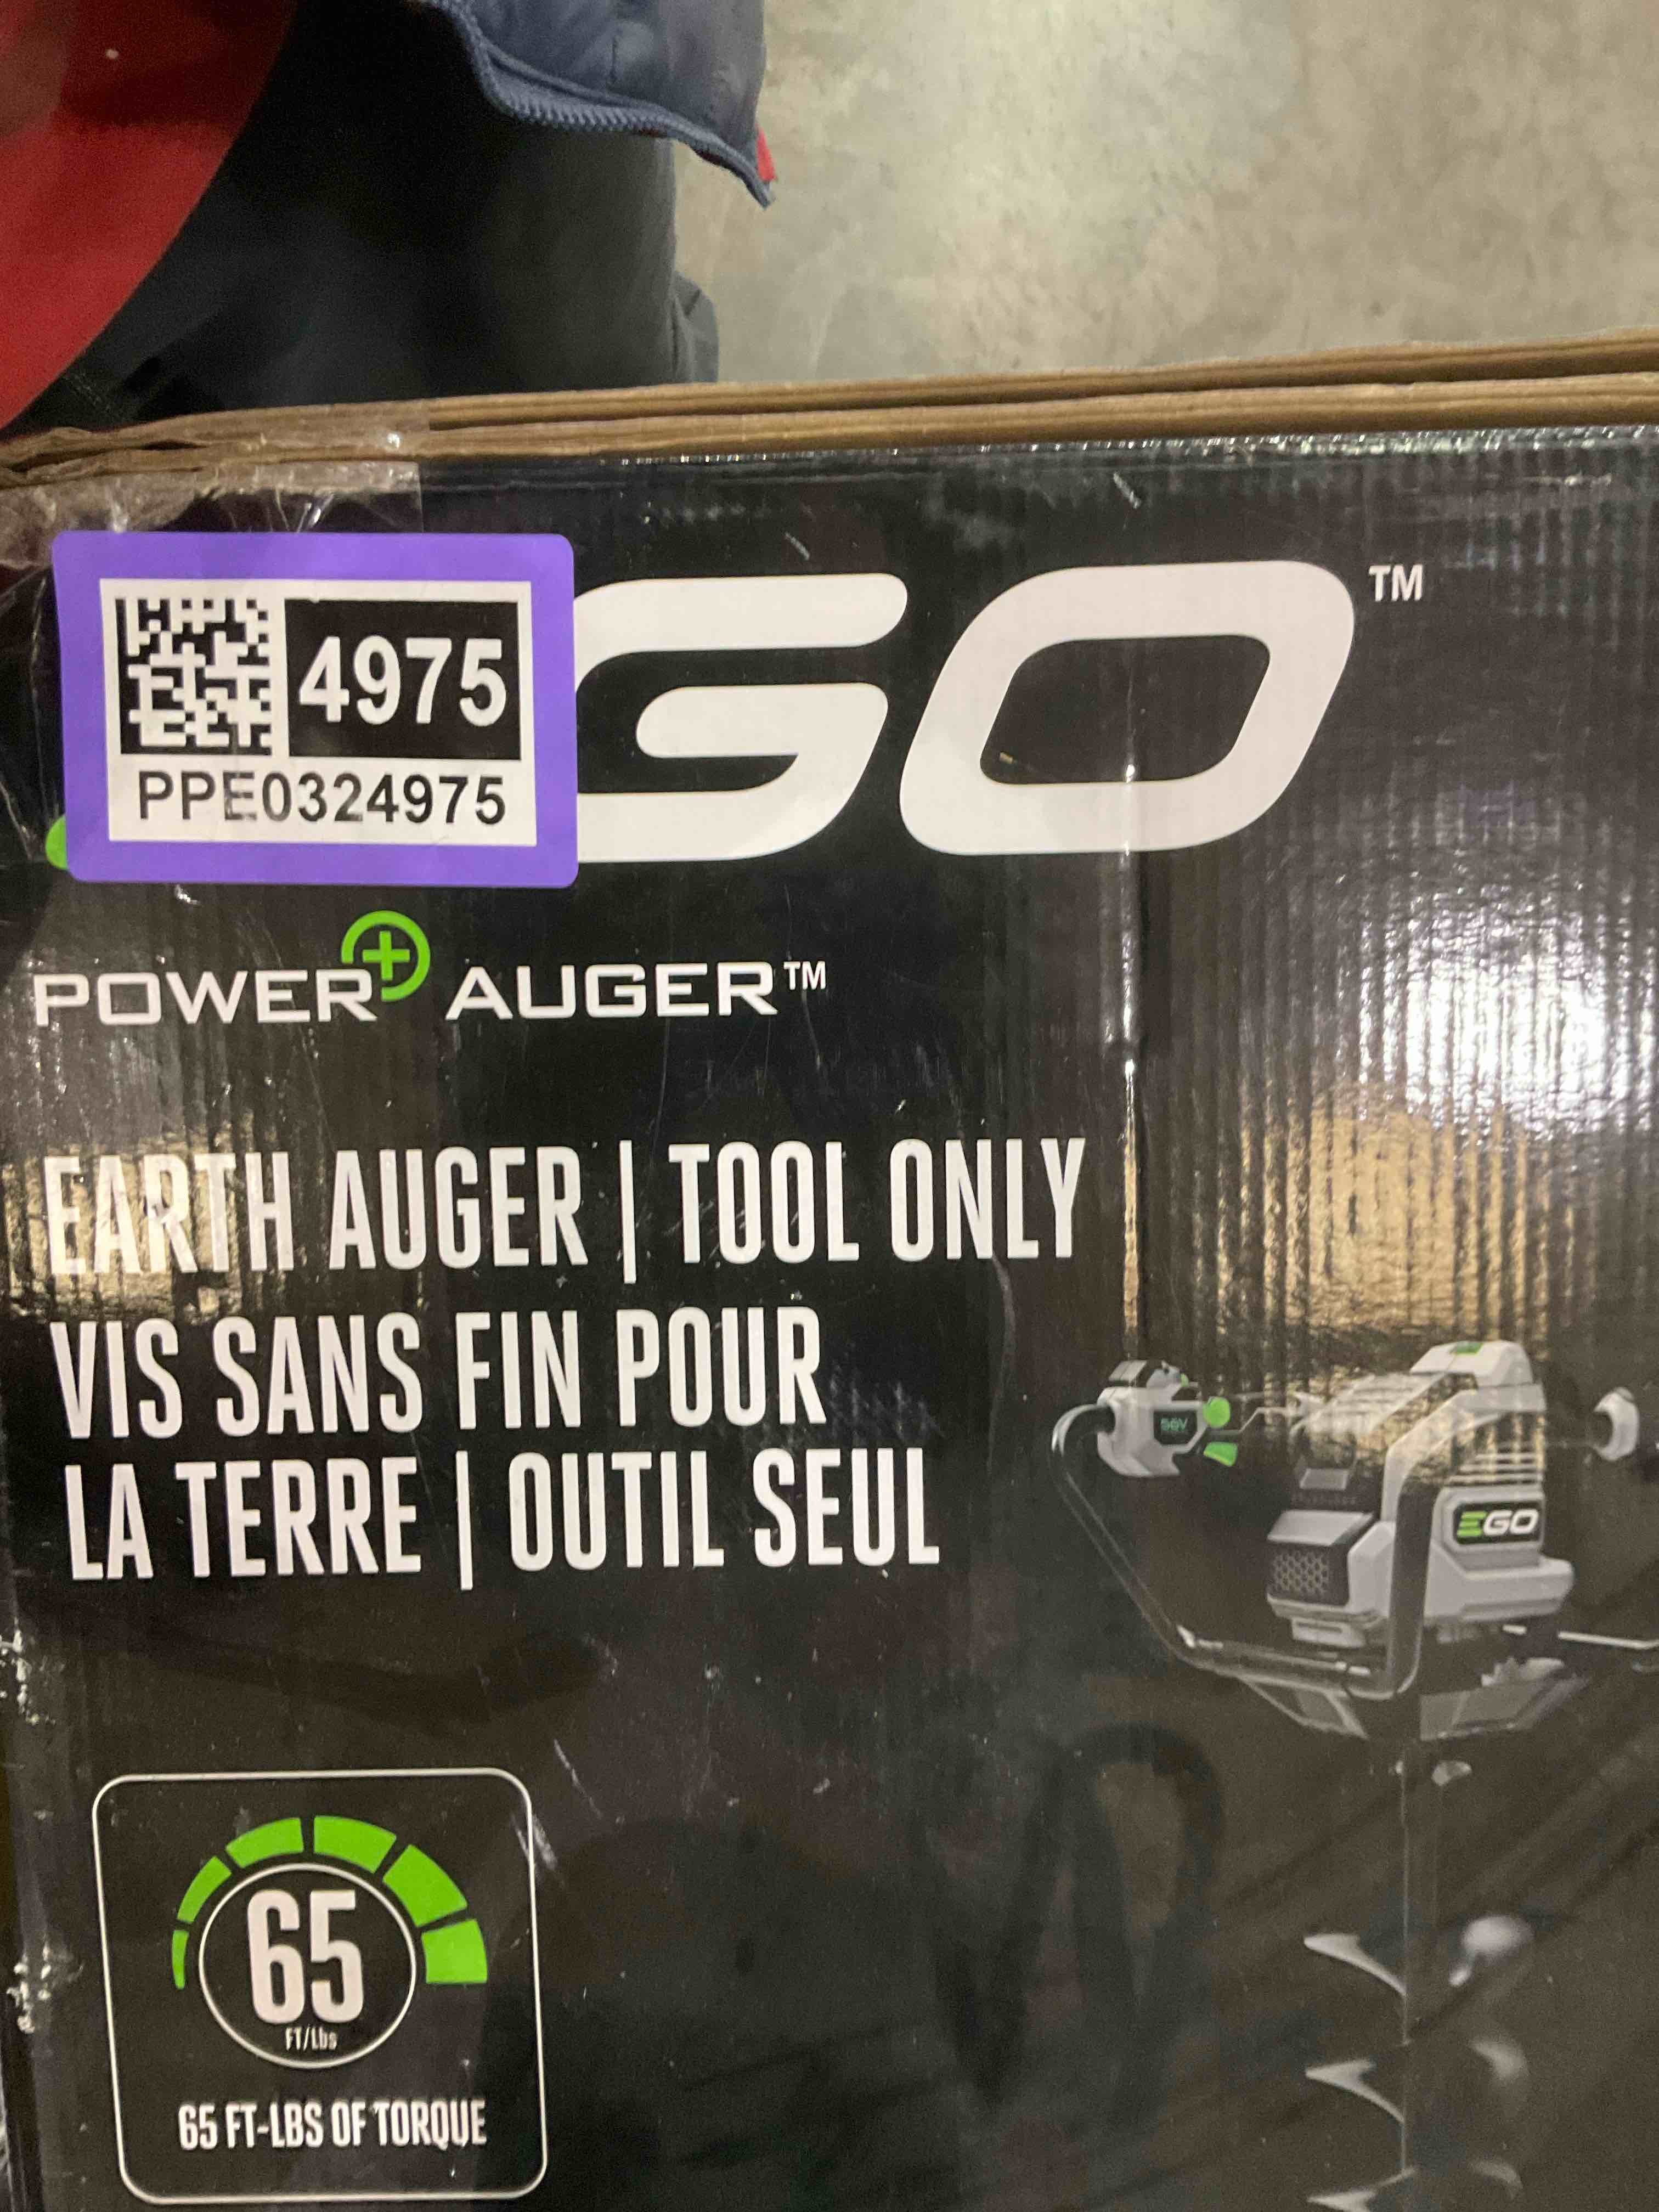 4975
PPE0324975
GO™
POWER+ AUGER™
EARTH AUGER | TOOL ONLY
VIS SANS FIN POUR
LA TERRE | OUTIL SEUL
56V
EGO
65
FT/Lbs
65 FT-LBS OF TORQUE